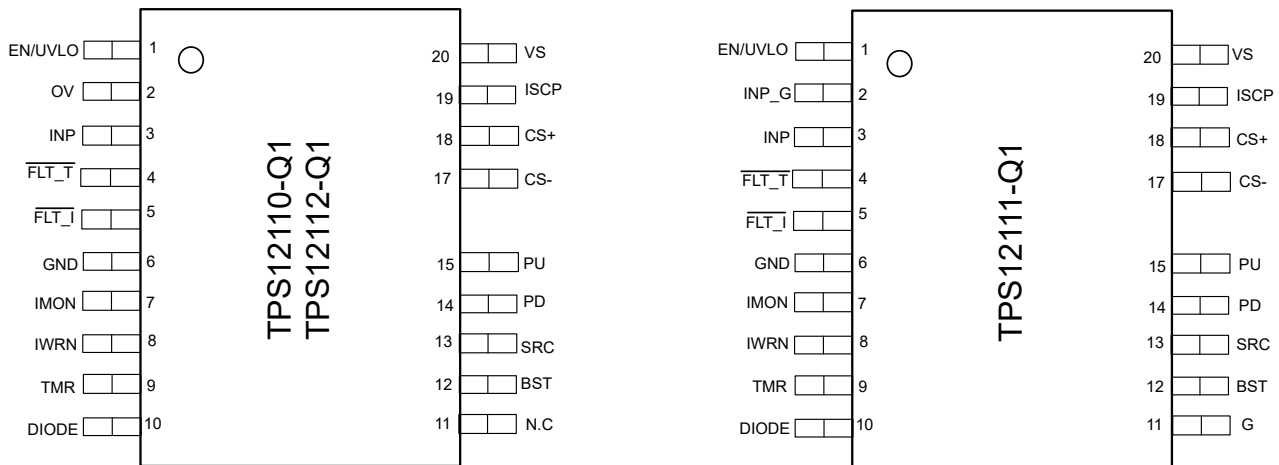 EN/UVLO 1
OV 2
INP 3
FLT_T 4
FLT_I 5
GND 6
IMON 7
IWRN 8
TMR 9
DIODE 10
TPS12110-Q1
TPS12112-Q1
20 VS
19 ISCP
18 CS+
17 CS-
15 PU
14 PD
13 SRC
12 BST
11 N.C
EN/UVLO 1
INP_G 2
INP 3
FLT_T 4
FLT_I 5
GND 6
IMON 7
IWRN 8
TMR 9
DIODE 10
TPS12111-Q1
20 VS
19 ISCP
18 CS+
17 CS-
15 PU
14 PD
13 SRC
12 BST
11 G